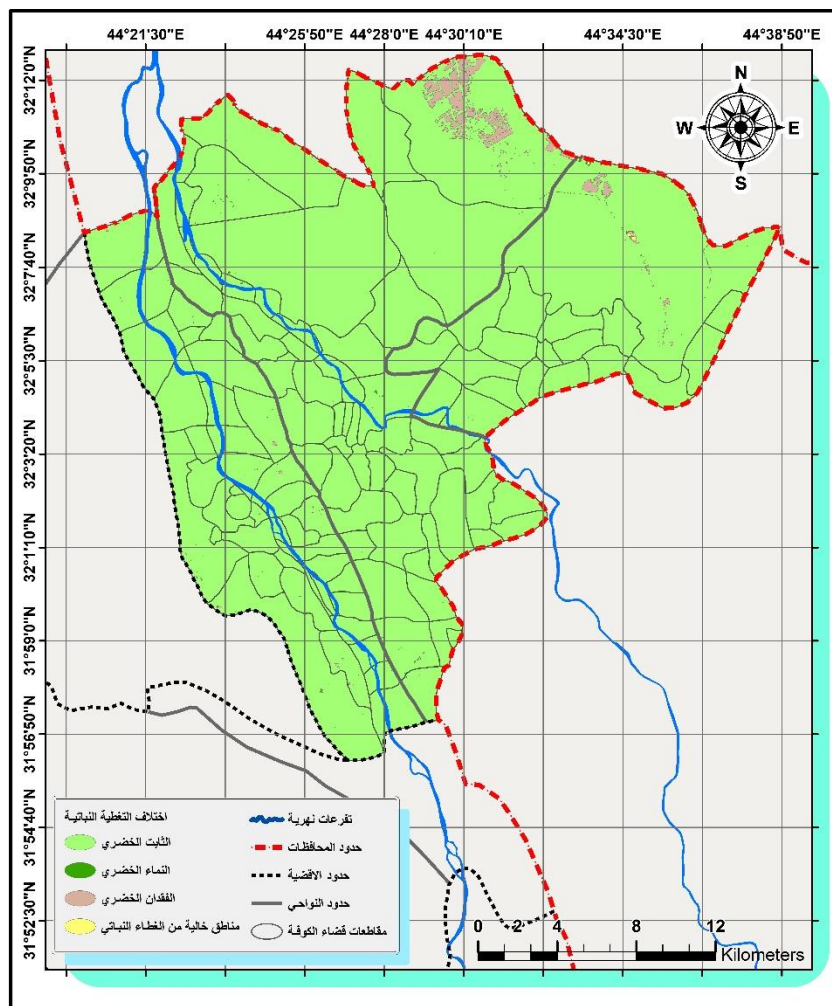 44°21'30"E 44°25'50"E 44°28'0"E 44°30'10"E 44°34'30"E 44°38'50"E
32°12'0"N
32°9'50"N
32°7'40"N
32°5'30"N
32°3'20"N
32°1'10"N
31°59'0"N
31°56'50"N
31°54'40"N
31°52'30"N
N
W E
S
اختلاف التغطية النباتية
الثابت الخضري
النماء الخضري
الفقدان الخضري
مناطق خالية من الغطاء النباتي
تفرعات نهرية
حدود المحافظات
حدود الاقضية
حدود النواحي
مقاطعات قضاء الكوفة
0 2 4 8 12
Kilometers